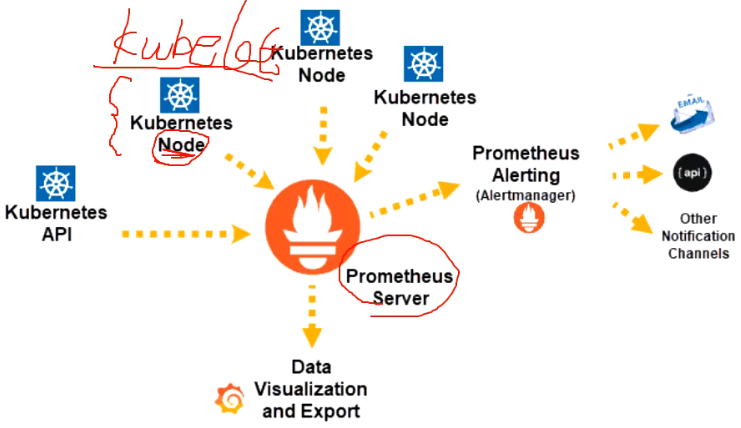 Kubernetes
Node
Kubernetes
Node
Kubernetes
Node
Kubernetes
API
Prometheus
Server
Prometheus
Alerting
(Alertmanager)
EMAIL
{api}
Other
Notification
Channels
Data
Visualization
and Export